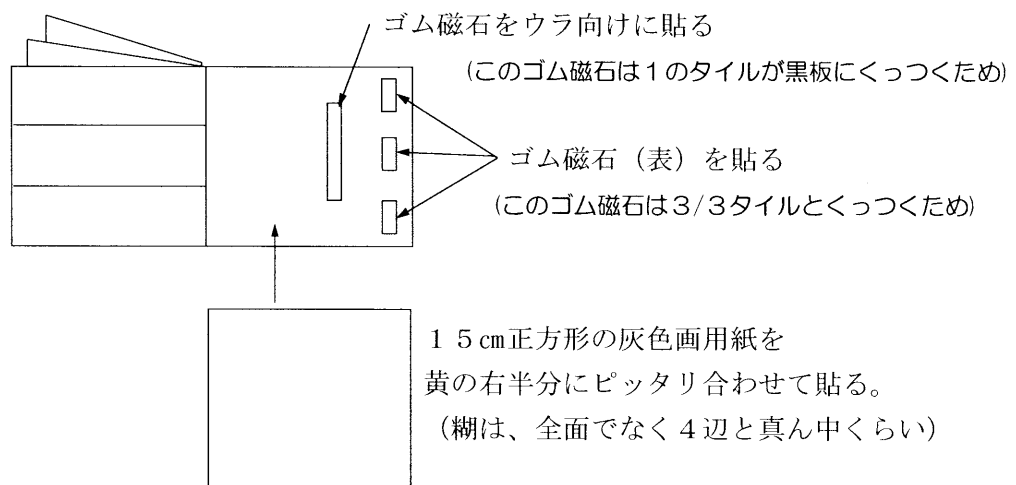 ゴム磁石をウラ向けに貼る
(このゴム磁石は１のタイルが黒板にくっつくため)
ゴム磁石（表）を貼る
(このゴム磁石は３/３タイルとくっつくため)
１５㎝正方形の灰色画用紙を
黄の右半分にピッタリ合わせて貼る。
（糊は、全面でなく４辺と真ん中くらい）